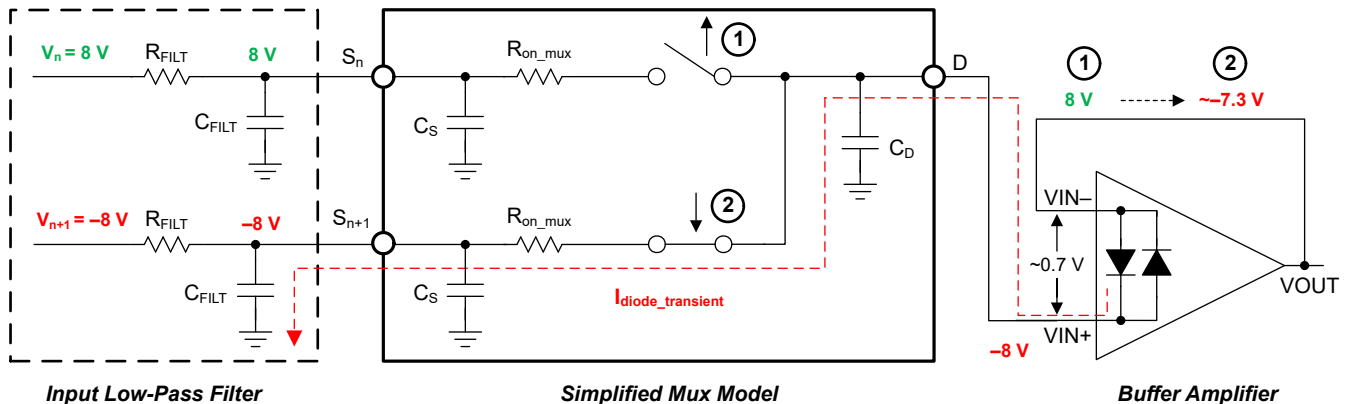 Vn = 8 V
RFILT
8 V
CFILT
Sn
Ron_mux
1
CS
D
CD
1
2
8 V
~–7.3 V
Vn+1 = –8 V
RFILT
–8 V
CFILT
Sn+1
Ron_mux
2
CS
Idiode_transient
VIN–
~0.7 V
VIN+
–8 V
VOUT
Input Low-Pass Filter
Simplified Mux Model
Buffer Amplifier